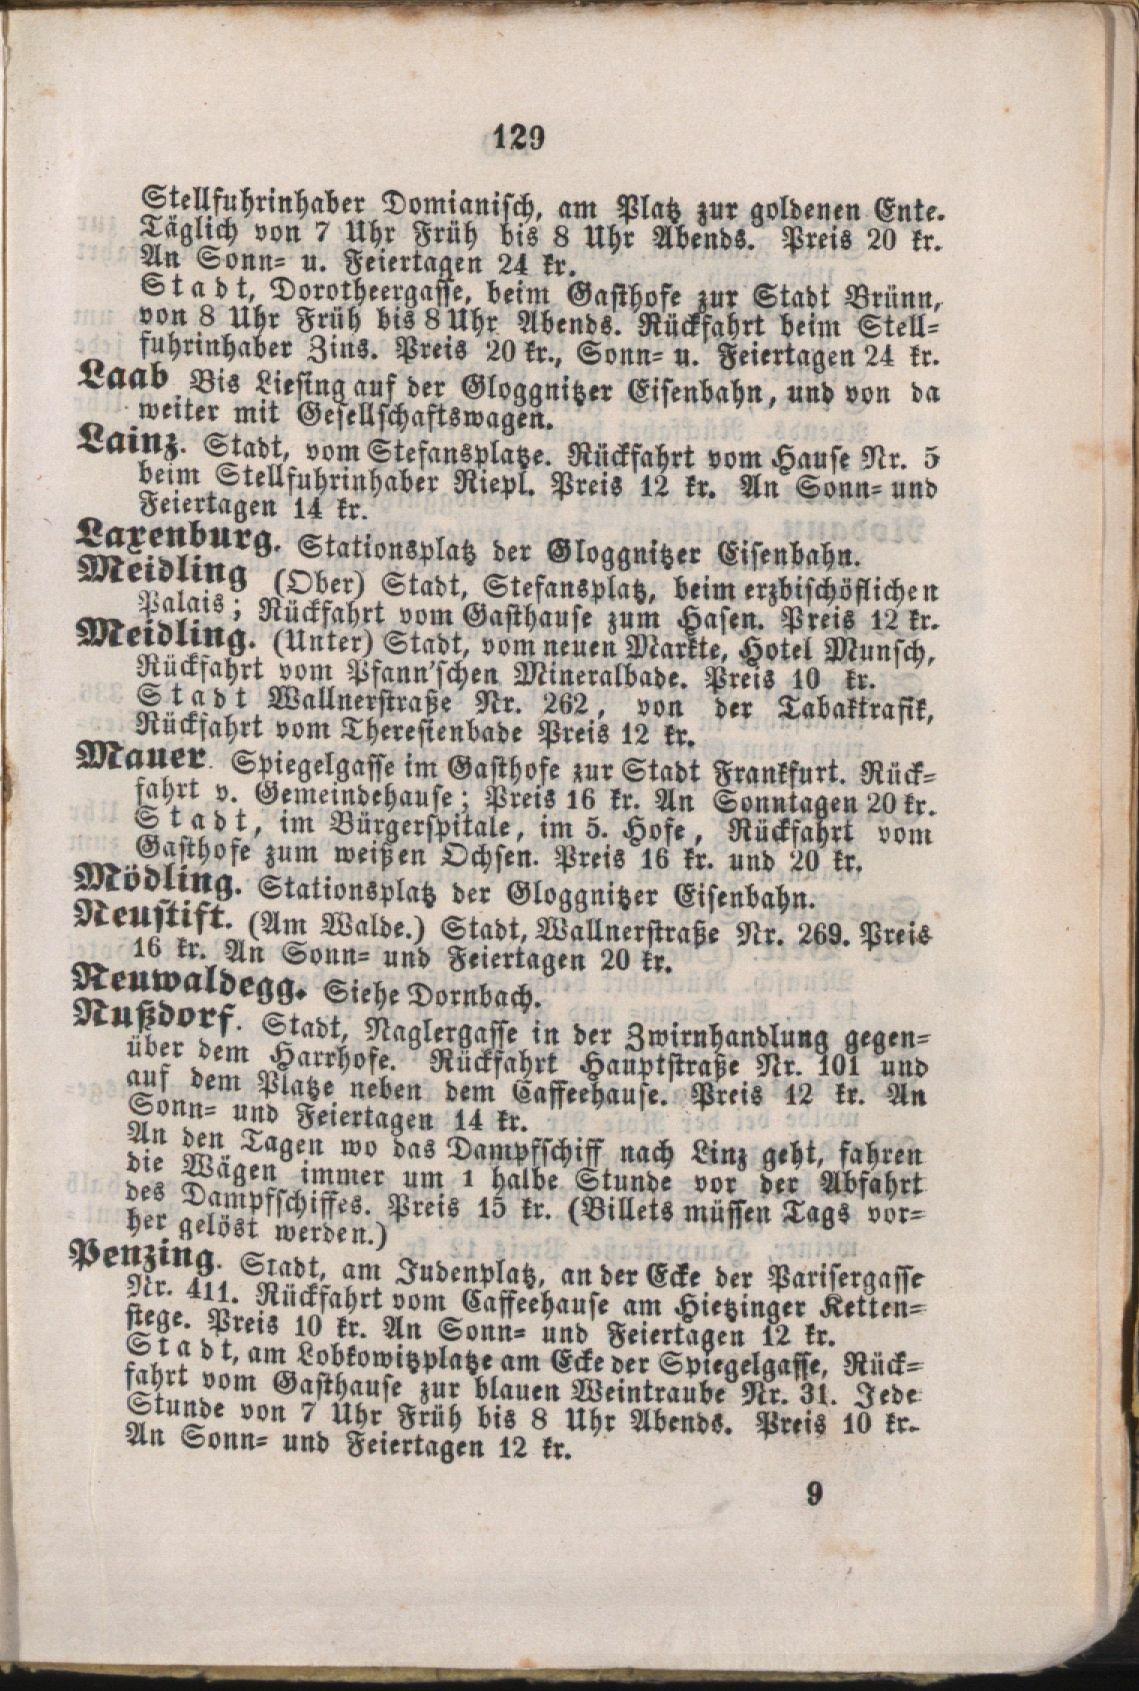 129
Stellfuhrinhaber Domianisch, am Platz zur goldenen Ente.
Täglich von 7 Uhr Früh bis 8 Uhr Abends. Preis 20 kr.
An Sonn= u. Feiertagen 24 kr.
Stadt, Dorotheergasse, beim Gasthofe zur Stadt Brünn,
von 8 Uhr Früh bis 8 Uhr Abends. Rückfahrt beim Stell=
fuhrinhaber Zins. Preis 20 kr., Sonn= u. Feiertagen 24 kr.
Laab Bis Liesing auf der Gloggnitzer Eisenbahn, und von da
weiter mit Gesellschaftswagen.
Lainz. Stadt, vom Stefansplatze. Rückfahrt vom Hause Nr. 5
beim Stellfuhrinhaber Riepl. Preis 12 kr. An Sonn= und
Feiertagen 14 kr.
Laxenburg. Stationsplatz der Gloggnitzer Eisenbahn.
Meidling (Ober) Stadt, Stefansplatz, beim erzbischöflichen
Palais; Rückfahrt vom Gasthause zum Hasen. Preis 12 kr.
Meidling. (Unter) Stadt, vom neuen Markte, Hotel Munsch,
Rückfahrt vom Pfann'schen Mineralbade. Preis 10 kr.
Stadt Wallnerstraße Nr. 262, von der Tabaktrafik,
Rückfahrt vom Theresienbade Preis 12 kr.
Mauer. Spiegelgasse im Gasthofe zur Stadt Frankfurt. Rück=
fahrt v. Gemeindehause; Preis 16 kr. An Sonntagen 20 kr.
Stadt, im Bürgerspitale, im 5. Hofe, Rückfahrt vom
Gasthofe zum weißen Ochsen. Preis 16 kr. und 20 kr.
Mödling. Stationsplatz der Gloggnitzer Eisenbahn.
Neustift. (Am Walde.) Stadt, Wallnerstraße Nr. 269. Preis
16 kr. An Sonn= und Feiertagen 20 kr.
Neuwaldegg. Siehe Dornbach.
Nußdorf. Stadt, Naglergasse in der Zwirnhandlung gegen=
über dem Harrhofe. Rückfahrt Hauptstraße Nr. 101 und
auf dem Platze neben dem Caffeehause. Preis 12 kr. An
Sonn= und Feiertagen 14 kr.
An den Tagen wo das Dampfschiff nach Linz geht, fahren
die Wägen immer um 1 halbe Stunde vor der Abfahrt
des Dampfschiffes. Preis 15 kr. (Billets müssen Tags vor=
her gelöst werden.)
Penzing. Stadt, am Judenplatz, an der Ecke der Parisergasse
Nr. 411. Rückfahrt vom Caffeehause am Hietzinger Ketten=
stege. Preis 10 kr. An Sonn= und Feiertagen 12 kr.
Stadt, am Lobkowitzplatze am Ecke der Spiegelgasse, Rück=
fahrt vom Gasthause zur blauen Weintraube Nr. 31. Jede
Stunde von 7 Uhr Früh bis 8 Uhr Abends. Preis 10 kr.
An Sonn= und Feiertagen 12 kr.
9